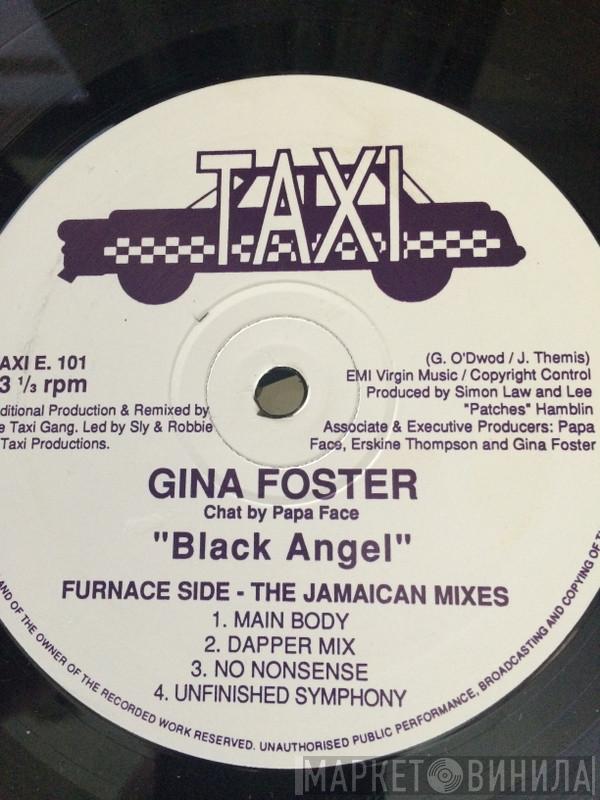 TAXI
AXI E. 101
3 1/3 rpm
ditional Production & Remixed by
e Taxi Gang. Led by Sly & Robbie
Taxi Productions.
(G. O'Dwod / J. Themis)
EMI Virgin Music / Copyright Control
Produced by Simon Law and Lee
"Patches" Hamblin
Associate & Executive Producers: Papa
Face, Erskine Thompson and Gina Foster
GINA FOSTER
Chat by Papa Face
"Black Angel"
FURNACE SIDE - THE JAMAICAN MIXES
1. MAIN BODY
2. DAPPER MIX
3. NO NONSENSE
4. UNFINISHED SYMPHONY
AND OF THE OWNER OF THE RECORDED WORK RESERVED. UNAUTHORISED PUBLIC PERFORMANCE, BROADCASTING AND COPYING OF
МАРКЕТ ВИНИЛА